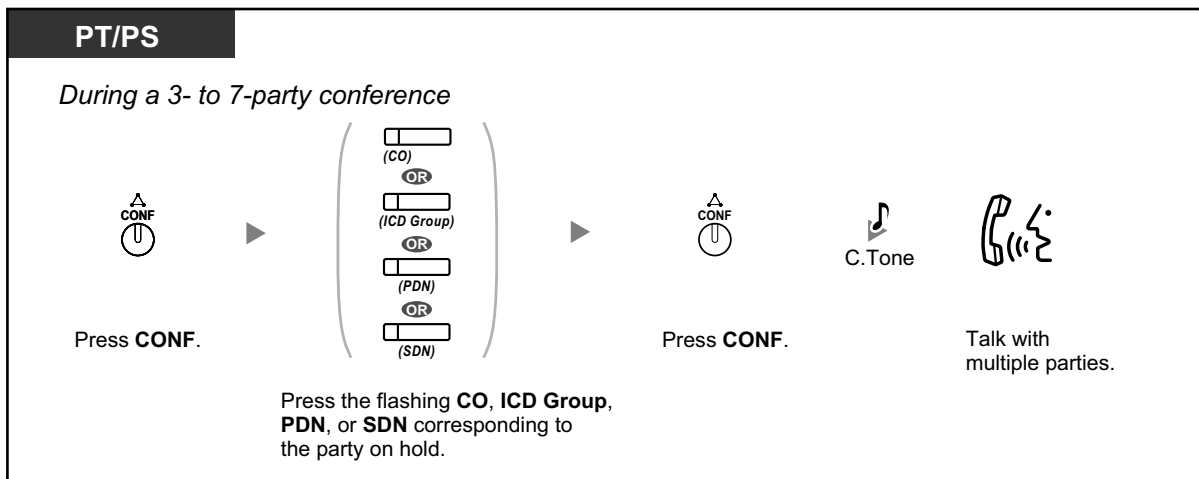 PT/PS
During a 3- to 7-party conference
CONF
Press CONF.
(CO)
OR
(ICD Group)
OR
(PDN)
OR
(SDN)
Press the flashing CO, ICD Group,
PDN, or SDN corresponding to
the party on hold.
CONF
Press CONF.
C.Tone
Talk with
multiple parties.